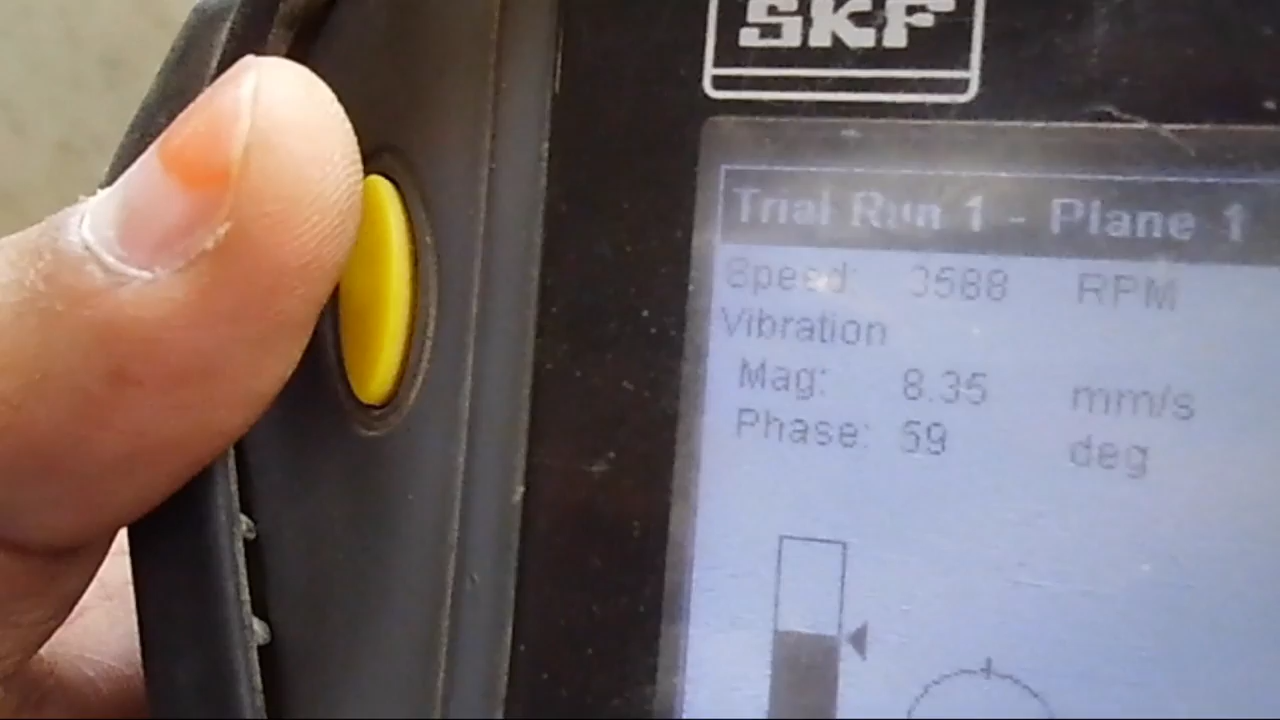 SKF
Trial Run 1 - Plane 1
Speed: 3588 RPM
Vibration
Mag: 8.35 mm/s
Phase: 59 deg